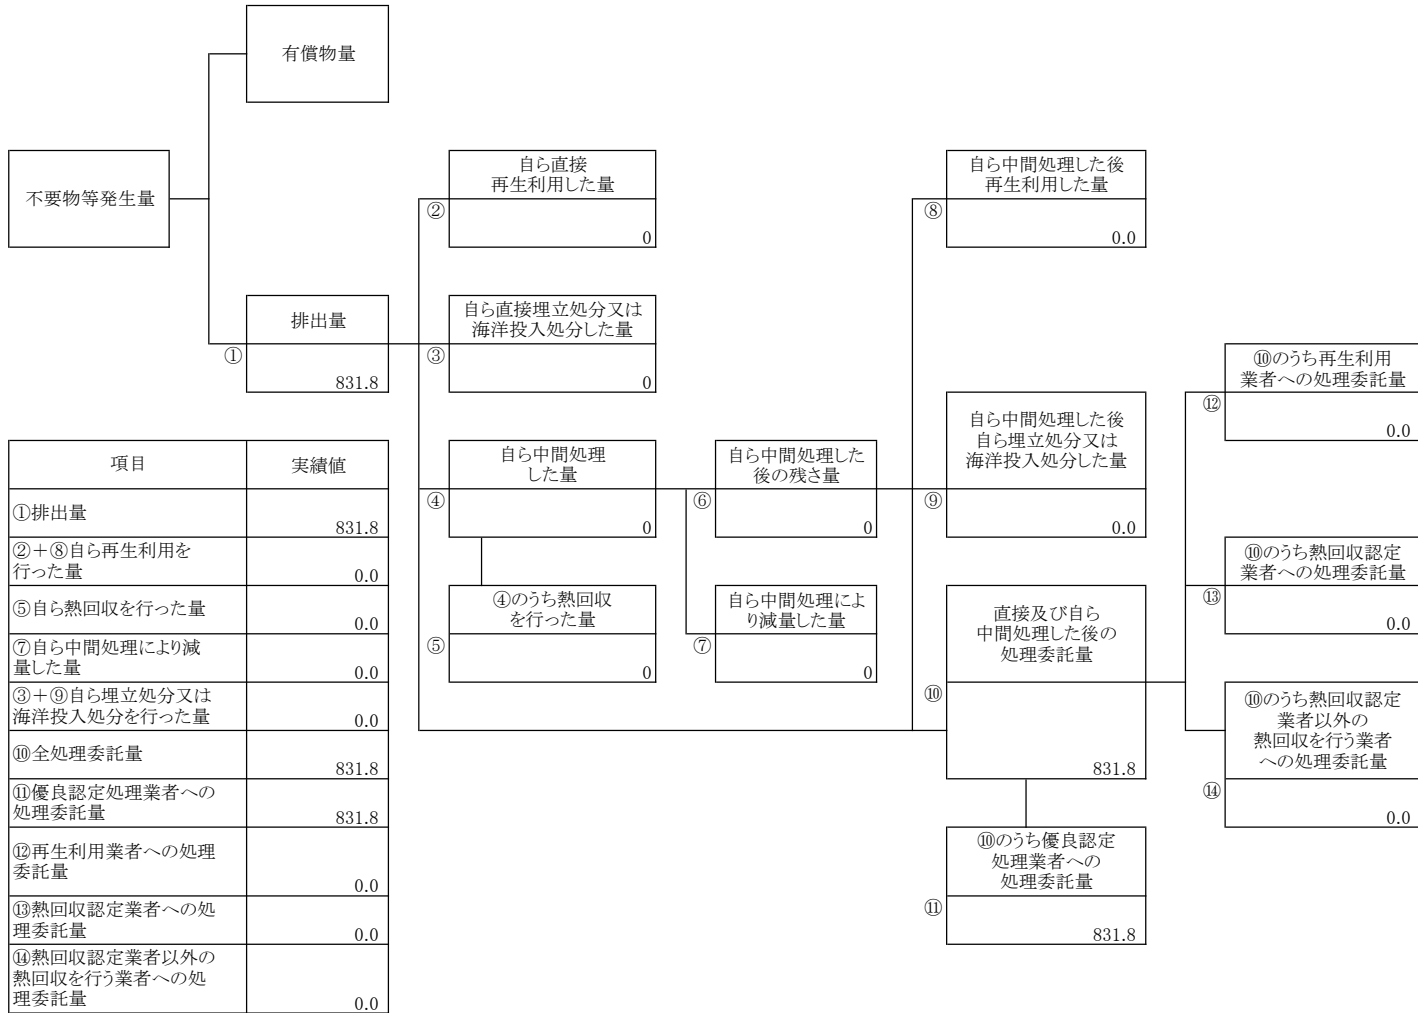 有償物量
不要物等発生量
自ら直接
再生利用した量
②
0
自ら中間処理した後
再生利用した量
⑧
0.0
排出量
①
831.8
自ら直接埋立処分又は
海洋投入処分した量
③
0
⑩のうち再生利用
業者への処理委託量
⑫
0.0
自ら中間処理
した量
④
0
自ら中間処理した
後の残さ量
⑥
0
自ら中間処理した後
自ら埋立処分又は
海洋投入処分した量
⑨
0.0
⑩のうち熱回収認定
業者への処理委託量
⑬
0.0
④のうち熱回収
を行った量
⑤
0
自ら中間処理によ
り減量した量
⑦
0
直接及び自ら
中間処理した後の
処理委託量
⑩
831.8
⑩のうち熱回収認定
業者以外の
熱回収を行う業者
への処理委託量
⑭
0.0
⑩のうち優良認定
処理業者への
処理委託量
⑪
831.8
項目 実績値
①排出量
831.8
②+⑧自ら再生利用を
行った量
0.0
⑤自ら熱回収を行った量
0.0
⑦自ら中間処理により減
量した量
0.0
③+⑨自ら埋立処分又は
海洋投入処分を行った量
0.0
⑩全処理委託量
831.8
⑪優良認定処理業者への
処理委託量
831.8
⑫再生利用業者への処理
委託量
0.0
⑬熱回収認定業者への処
理委託量
0.0
⑭熱回収認定業者以外の
熱回収を行う業者への処
理委託量
0.0